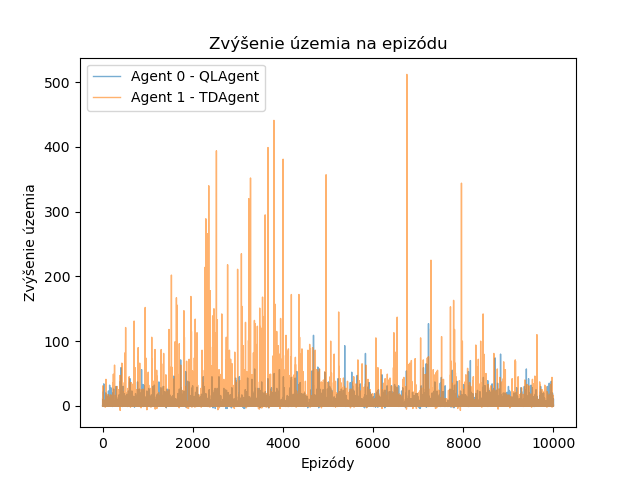 Zvýšenie územia na epizódu
Agent 0 - QLAgent
Agent 1 - TDAgent
Zvýšenie územia
500
400
300
200
100
0
0 2000 4000 6000 8000 10000
Epizódy